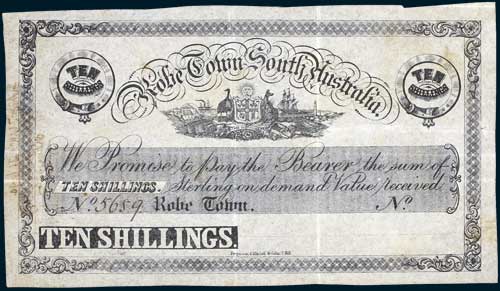 TEN SHILLINGS
TEN SHILLINGS
Robe Town South Australia.
We Promise to pay the Bearer the sum of
TEN SHILLINGS. Sterling on demand Value received
No. 5689 Robe Town. No.
TEN SHILLINGS.